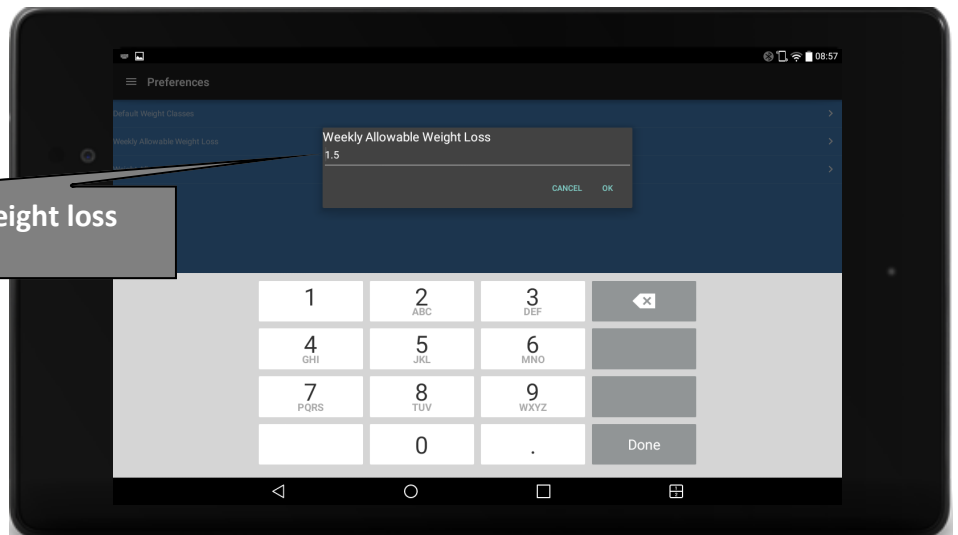 08:57
Preferences
Default Weight Classes
Weekly Allowable Weight Loss
Weekly Allowable Weight Loss
1.5
CANCEL OK
weight loss
1
2
ABC
3
DEF
4
GHI
5
JKL
6
MNO
7
PQRS
8
TUV
9
WXYZ
0
.
Done